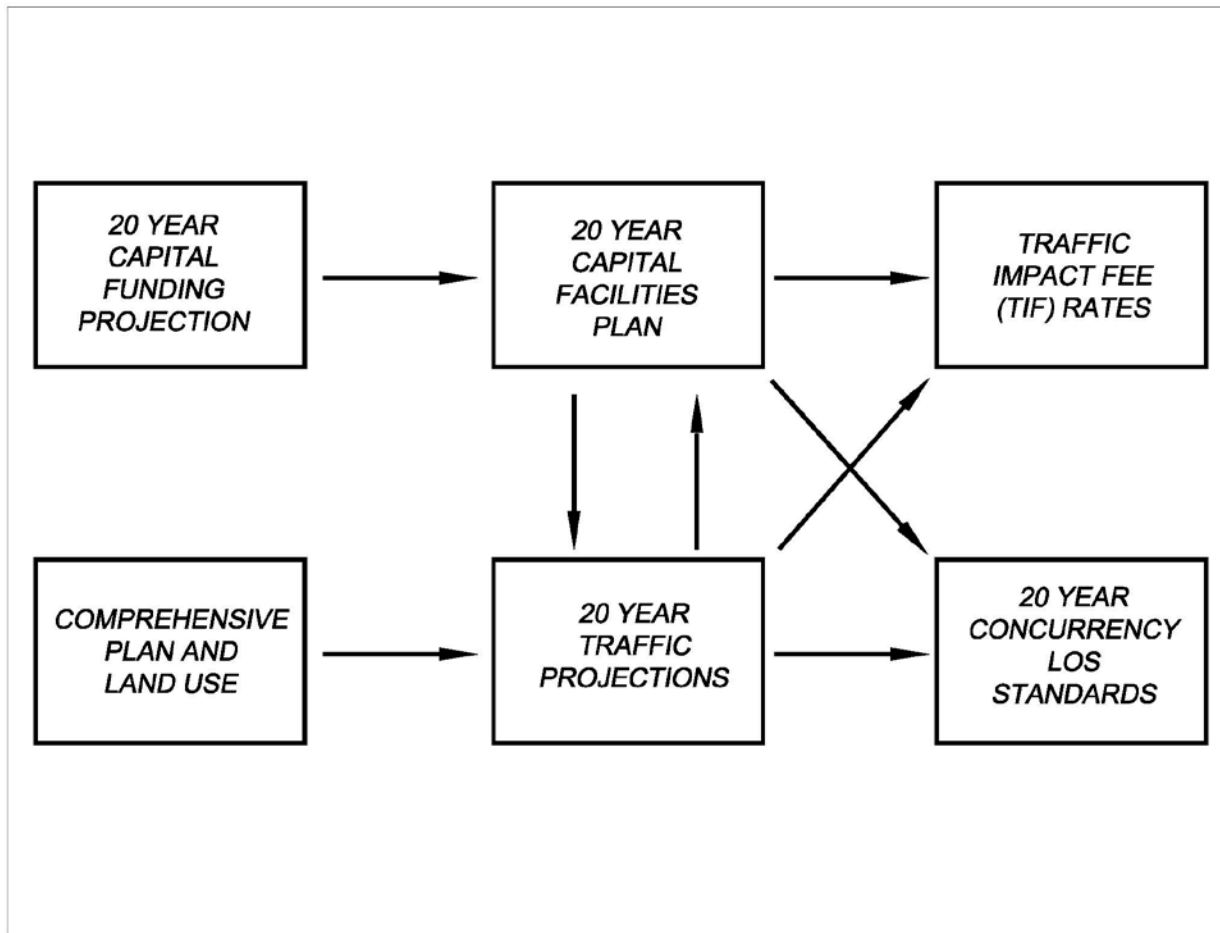 20 YEAR
CAPITAL
FUNDING
PROJECTION
20 YEAR
CAPITAL
FACILITIES
PLAN
TRAFFIC
IMPACT FEE
(TIF) RATES
COMPREHENSIVE
PLAN AND
LAND USE
20 YEAR
TRAFFIC
PROJECTIONS
20 YEAR
CONCURRENCY
LOS
STANDARDS